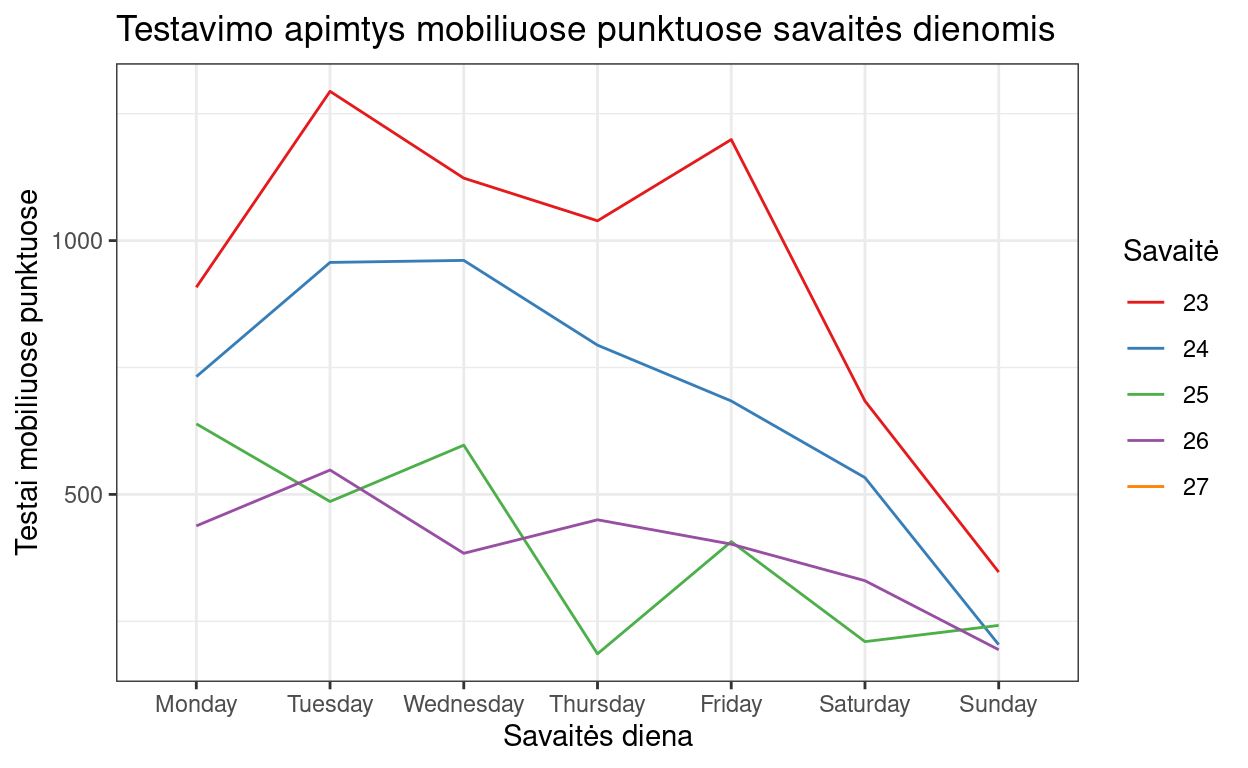 Testavimo apimtys mobiliuose punktuose savaitės dienomis
Testai mobiliuose punktuose
1000
500
Monday
Tuesday
Wednesday
Thursday
Friday
Saturday
Sunday
Savaitės diena
Savaitė
23
24
25
26
27